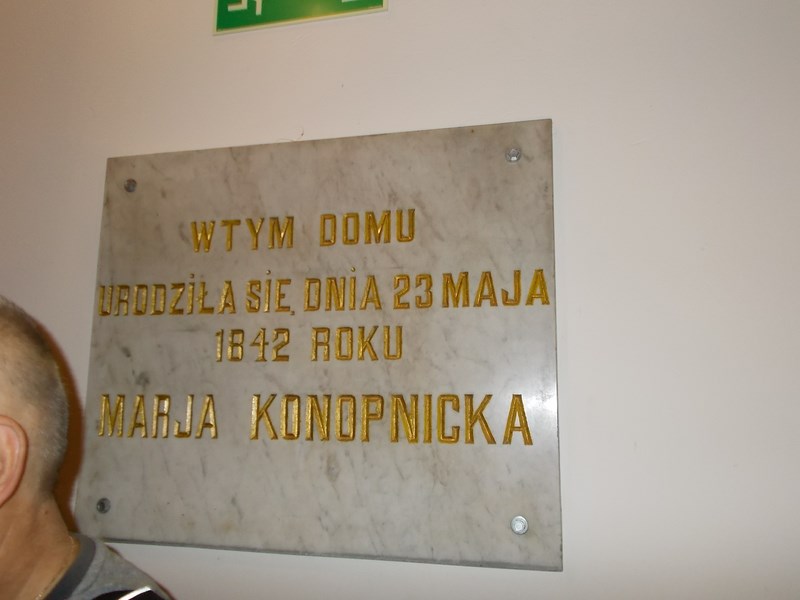 WTYM DOMU
URODZiŁA SiĘ DNiA 23 MAJA
1842 ROKU
MARJA KONOPNICKA